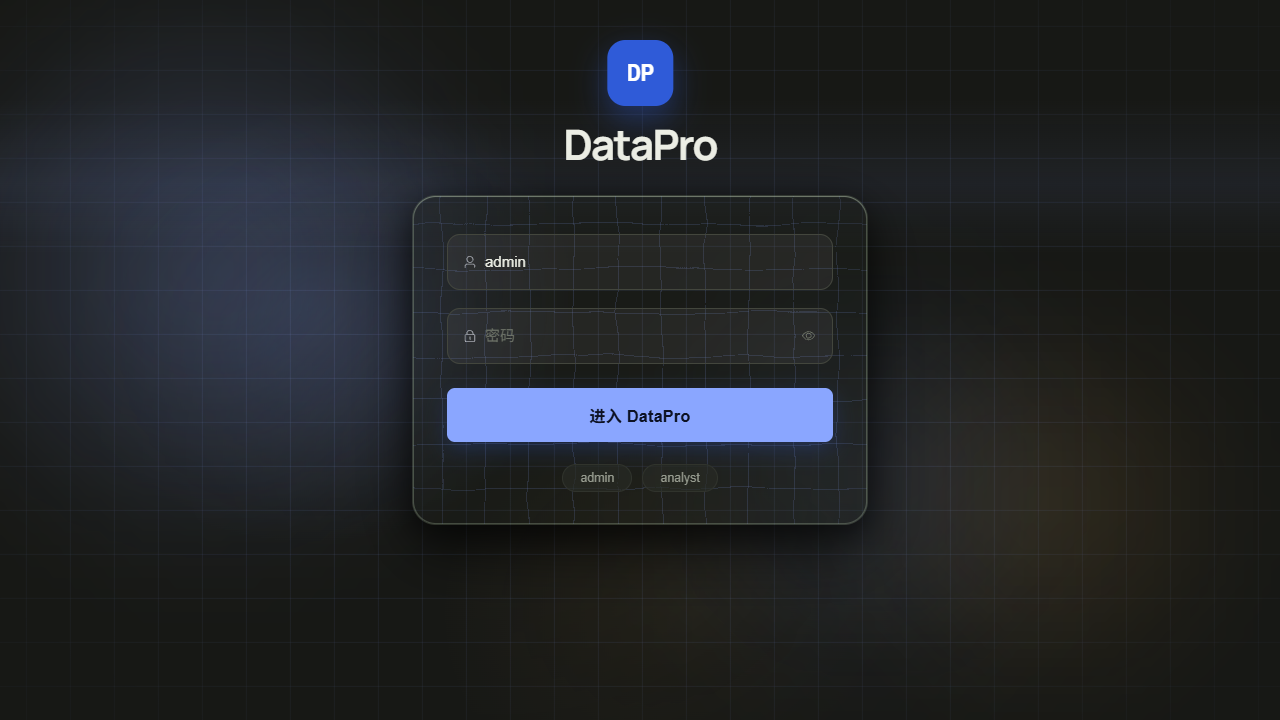 DP
DataPro
admin
密码
进入 DataPro
admin
analyst